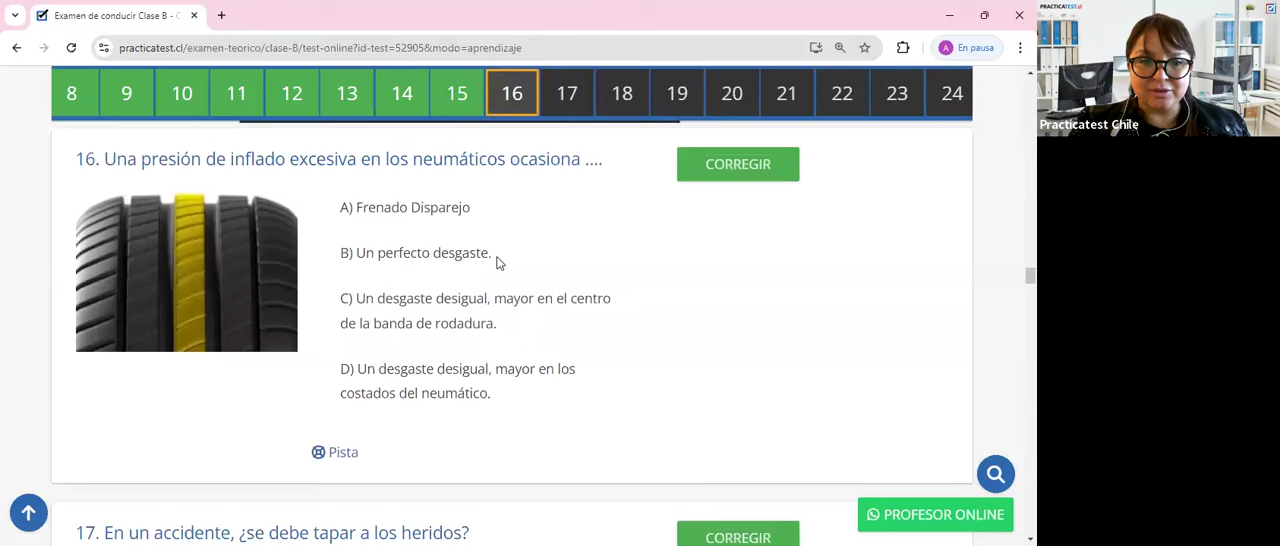 Examen de conducir Clase B - C
practicatest.cl/examen-teorico/clase-B/test-online?id-test=52905&modo=aprendizaje
A
En pausa
PRACTICATEST.cl
Practicatest Chile
8 9 10 11 12 13 14 15 16 17 18 19 20 21 22 23 24
16. Una presión de inflado excesiva en los neumáticos ocasiona ....
CORREGIR
A) Frenado Disparejo
B) Un perfecto desgaste.
C) Un desgaste desigual, mayor en el centro
de la banda de rodadura.
D) Un desgaste desigual, mayor en los
costados del neumático.
Pista
PROFESOR ONLINE
17. En un accidente, ¿se debe tapar a los heridos?
CORREGIR